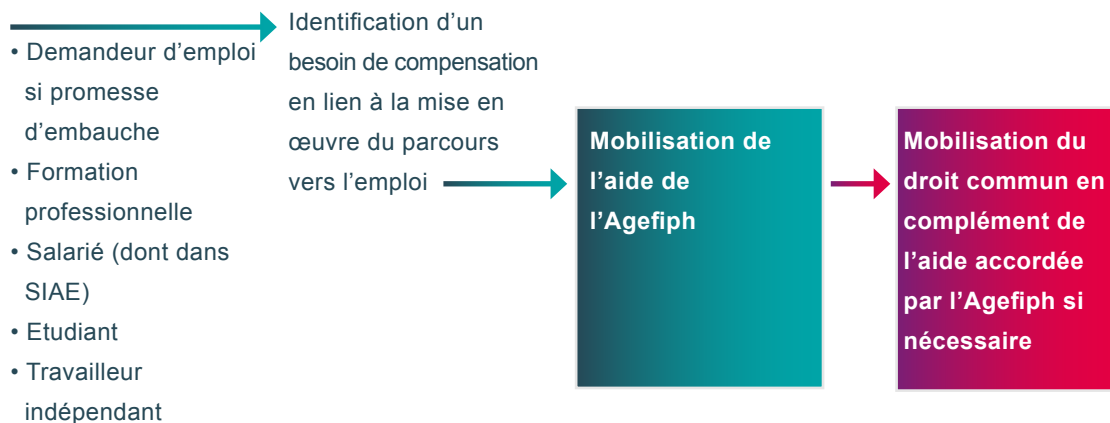 • Demandeur d'emploi
si promesse
d'embauche
• Formation
professionnelle
• Salarié (dont dans
SIAE)
• Etudiant
• Travailleur
indépendant
Identification d'un
besoin de compensation
en lien à la mise en
œuvre du parcours
vers l'emploi
Mobilisation de
l'aide de
l'Agefiph
Mobilisation du
droit commun en
complément de
l'aide accordée
par l'Agefiph si
nécessaire